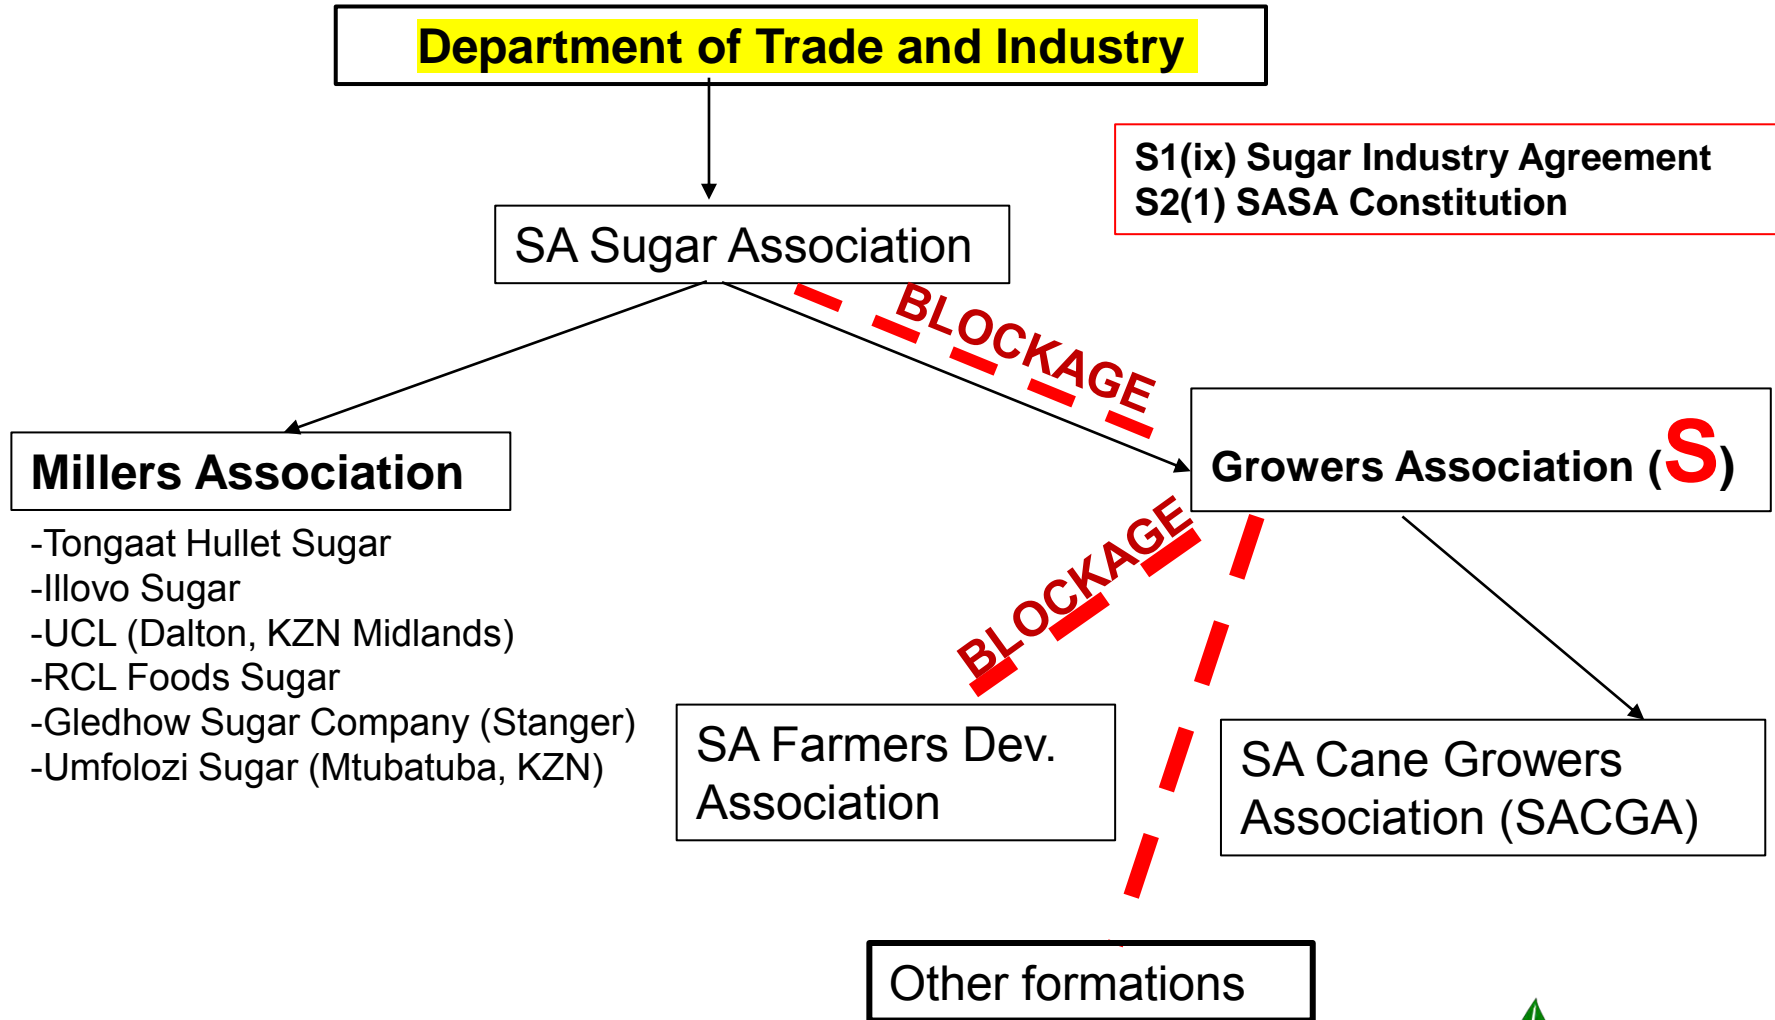 Department of Trade and Industry
S1(ix) Sugar Industry Agreement
S2(1) SASA Constitution
SA Sugar Association
BLOCKAGE
Millers Association
Growers Association (S)
-Tongaat Hullet Sugar
-Illovo Sugar
-UCL (Dalton, KZN Midlands)
-RCL Foods Sugar
-Gledhow Sugar Company (Stanger)
-Umfolozi Sugar (Mtubatuba, KZN)
BLOCKAGE
SA Farmers Dev.
Association
SA Cane Growers
Association (SACGA)
Other formations